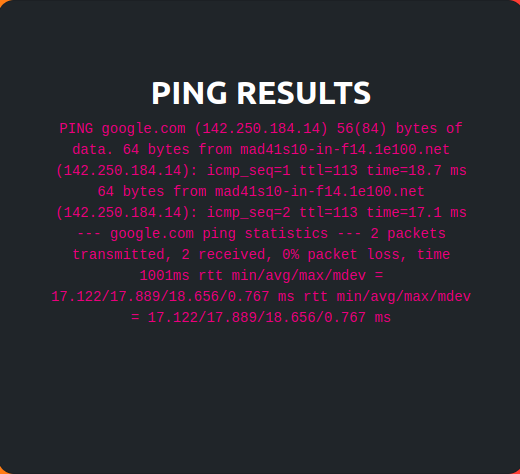 PING RESULTS
PING google.com (142.250.184.14) 56(84) bytes of
data. 64 bytes from mad41s10-in-f14.1e100.net
(142.250.184.14): icmp_seq=1 ttl=113 time=18.7 ms
64 bytes from mad41s10-in-f14.1e100.net
(142.250.184.14): icmp_seq=2 ttl=113 time=17.1 ms
--- google.com ping statistics --- 2 packets
transmitted, 2 received, 0% packet loss, time
1001ms rtt min/avg/max/mdev =
17.122/17.889/18.656/0.767 ms rtt min/avg/max/mdev
= 17.122/17.889/18.656/0.767 ms